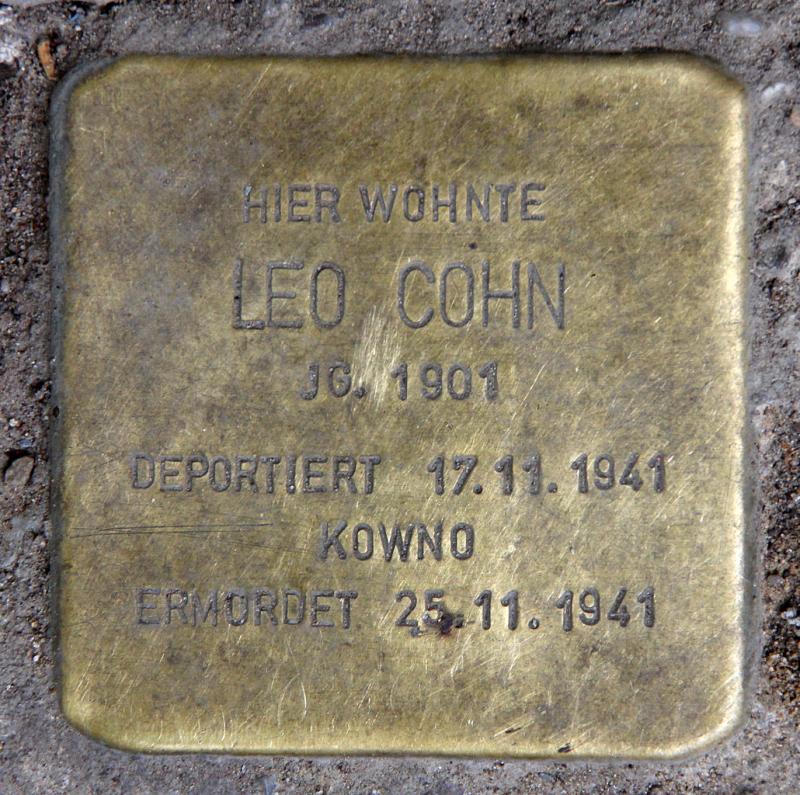 HIER WOHNTE
LEO COHN
JG. 1901
DEPORTIERT 17.11.1941
KOWNO
ERMORDET 25.11.1941